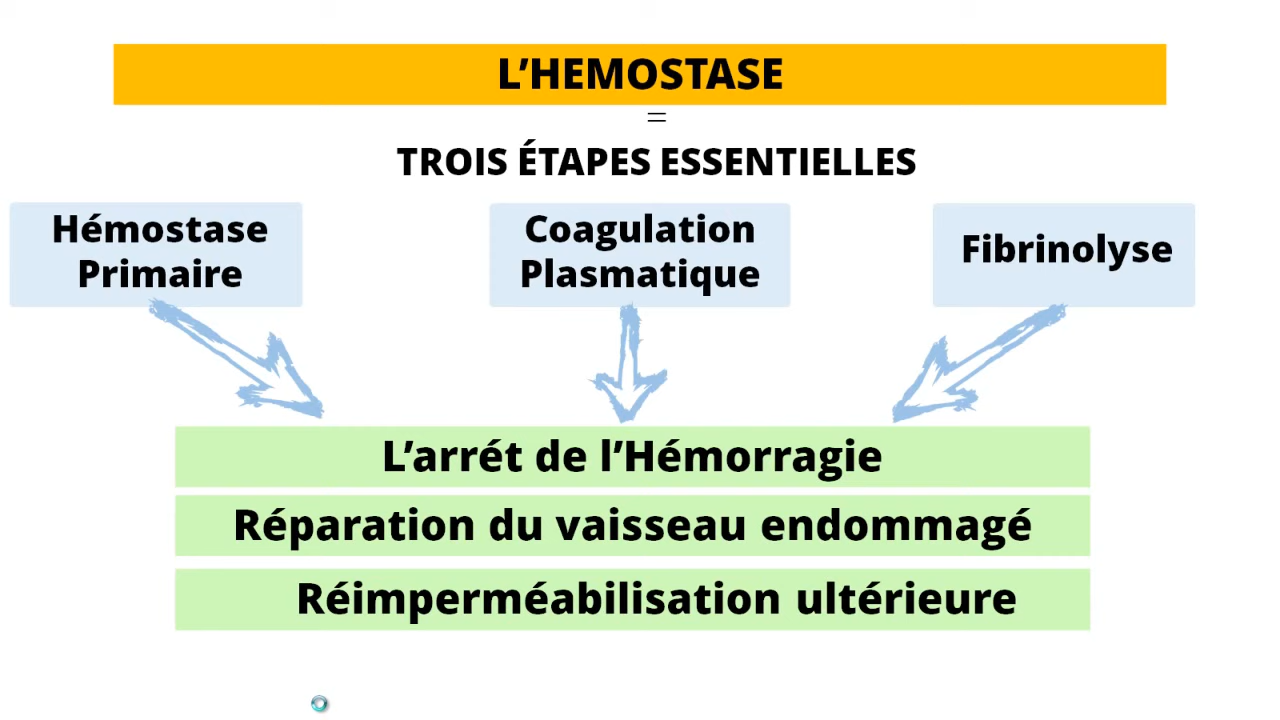 L’HEMOSTASE
=
TROIS ÉTAPES ESSENTIELLES
Hémostase
Primaire
Coagulation
Plasmatique
Fibrinolyse
L’arrét de l’Hémorragie
Réparation du vaisseau endommagé
Réimperméabilisation ultérieure